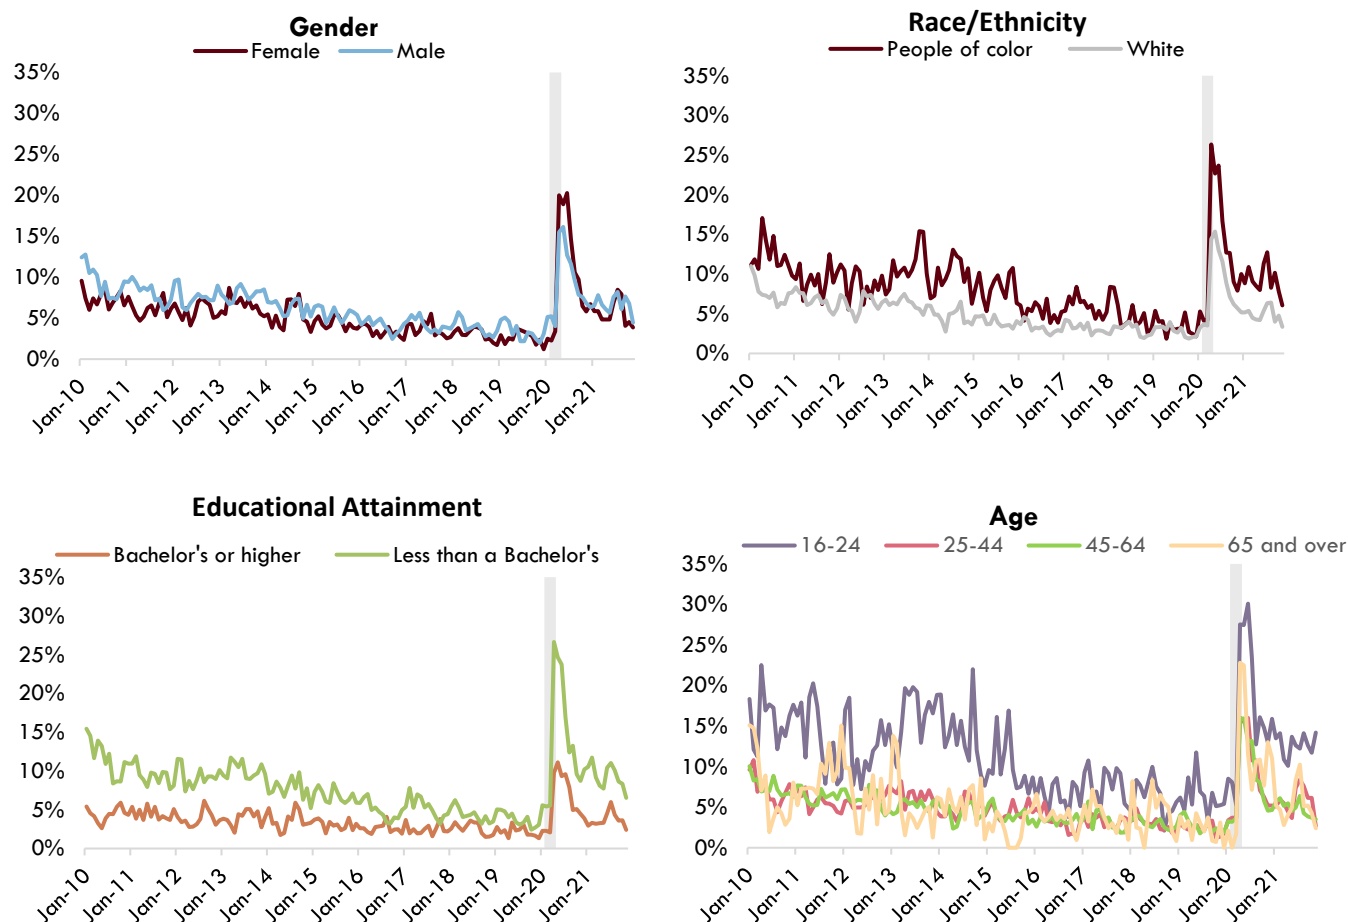 Gender
Female Male
35%
30%
25%
20%
15%
10%
5%
0%
Jan-10 Jan-11 Jan-12 Jan-13 Jan-14 Jan-15 Jan-16 Jan-17 Jan-18 Jan-19 Jan-20 Jan-21
Race/Ethnicity
People of color White
35%
30%
25%
20%
15%
10%
5%
0%
Jan-10 Jan-11 Jan-12 Jan-13 Jan-14 Jan-15 Jan-16 Jan-17 Jan-18 Jan-19 Jan-20 Jan-21
Educational Attainment
Bachelor's or higher Less than a Bachelor's
35%
30%
25%
20%
15%
10%
5%
0%
Jan-10 Jan-11 Jan-12 Jan-13 Jan-14 Jan-15 Jan-16 Jan-17 Jan-18 Jan-19 Jan-20 Jan-21
Age
16-24 25-44 45-64 65 and over
35%
30%
25%
20%
15%
10%
5%
0%
Jan-10 Jan-11 Jan-12 Jan-13 Jan-14 Jan-15 Jan-16 Jan-17 Jan-18 Jan-19 Jan-20 Jan-21